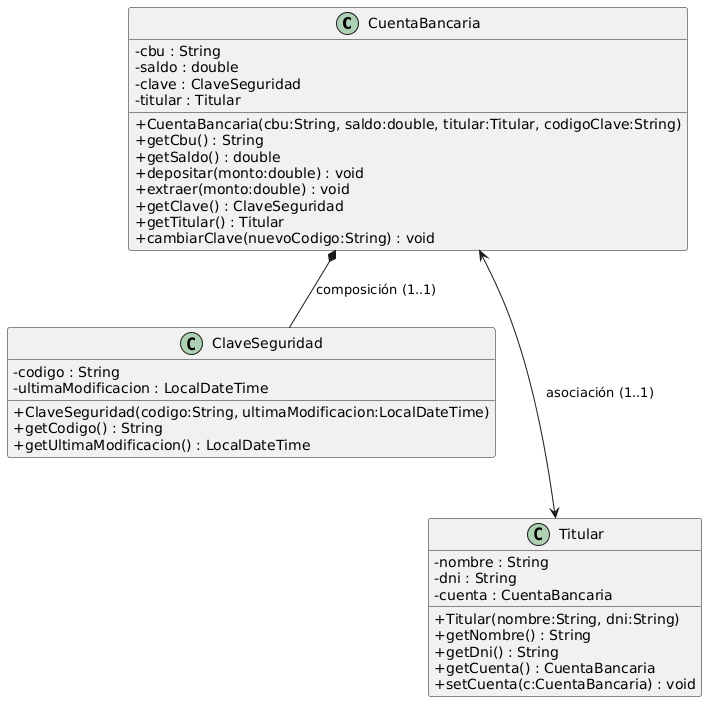 C CuentaBancaria
-cbu : String
-saldo : double
-clave : ClaveSeguridad
-titular : Titular
+CuentaBancaria(cbu:String, saldo:double, titular:Titular, codigoClave:String)
+getCbu() : String
+getSaldo() : double
+depositar(monto:double) : void
+extraer(monto:double) : void
+getClave() : ClaveSeguridad
+getTitular() : Titular
+cambiarClave(nuevoCodigo:String) : void
composición (1..1)
C ClaveSeguridad
-codigo : String
-ultimaModificacion : LocalDateTime
+ClaveSeguridad(codigo:String, ultimaModificacion:LocalDateTime)
+getCodigo() : String
+getUltimaModificacion() : LocalDateTime
asociación (1..1)
C Titular
-nombre : String
-dni : String
-cuenta : CuentaBancaria
+Titular(nombre:String, dni:String)
+getNombre() : String
+getDni() : String
+getCuenta() : CuentaBancaria
+setCuenta(c:CuentaBancaria) : void